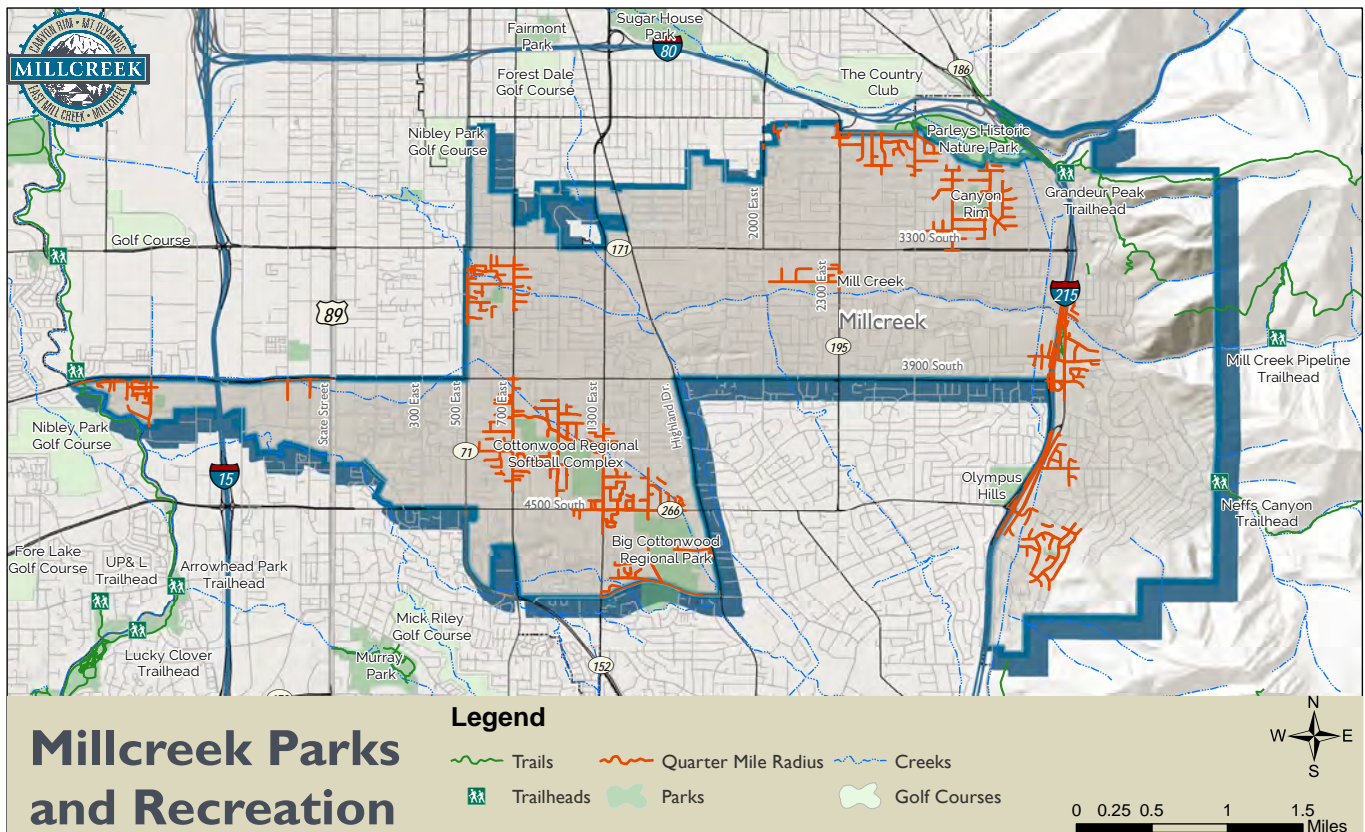 CANYON RIM • MT. OLYMPUS
MILLCREEK
EAST MILL CREEK • MILLCREEK
Fairmont
Park
Sugar House
Park
80
186
Forest Dale
Golf Course
The Country
Club
Nibley Park
Golf Course
Parleys Historic
Nature Park
Canyon
Rim
Grandeur Peak
Trailhead
2000 East
Golf Course
171
3300 South
2300 East
Mill Creek
215
89
Millcreek
195
3900 South
Mill Creek Pipeline
Trailhead
State Street
300 East
500 East
700 East
1300 East
Highland Dr.
Nibley Park
Golf Course
71
Cottonwood Regional
Softball Complex
15
Olympus
Hills
4500 South
266
Neffs Canyon
Trailhead
Big Cottonwood
Regional Park
Fore Lake
Golf Course
UP& L
Trailhead
Arrowhead Park
Trailhead
Mick Riley
Golf Course
Lucky Clover
Trailhead
Murray
Park
152
Millcreek Parks
and Recreation
Legend
Trails
Quarter Mile Radius
Creeks
Trailheads
Parks
Golf Courses
N
W E
S
0 0.25 0.5 1 1.5
Miles